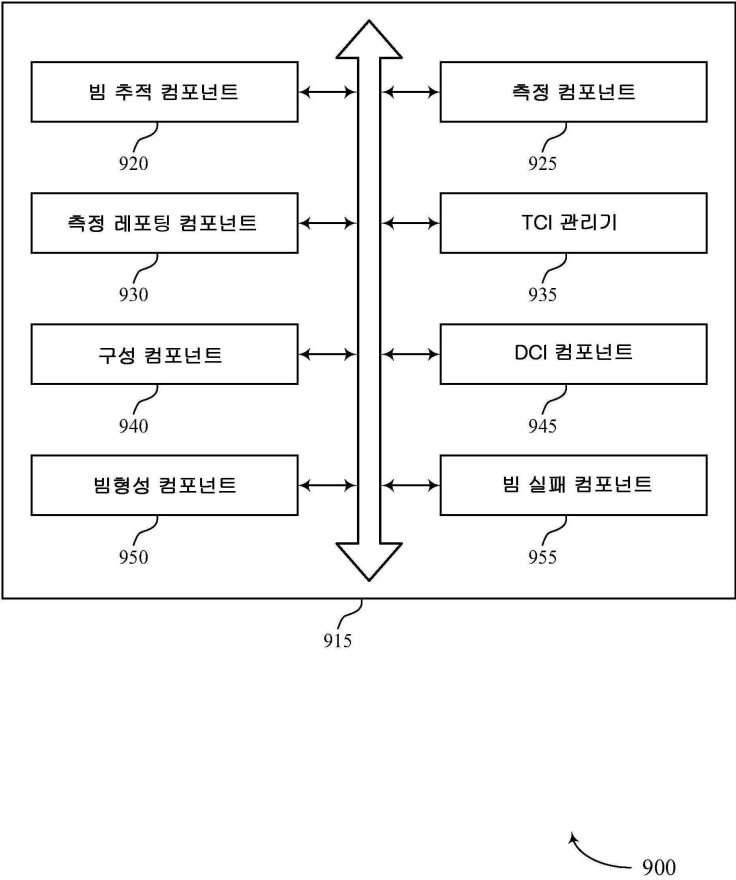 빔 추적 컴포넌트
측정 컴포넌트
920
925
측정 레포팅 컴포넌트
TCI 관리기
930
935
구성 컴포넌트
DCI 컴포넌트
940
945
빔형성 컴포넌트
빔 실패 컴포넌트
950
955
915
900